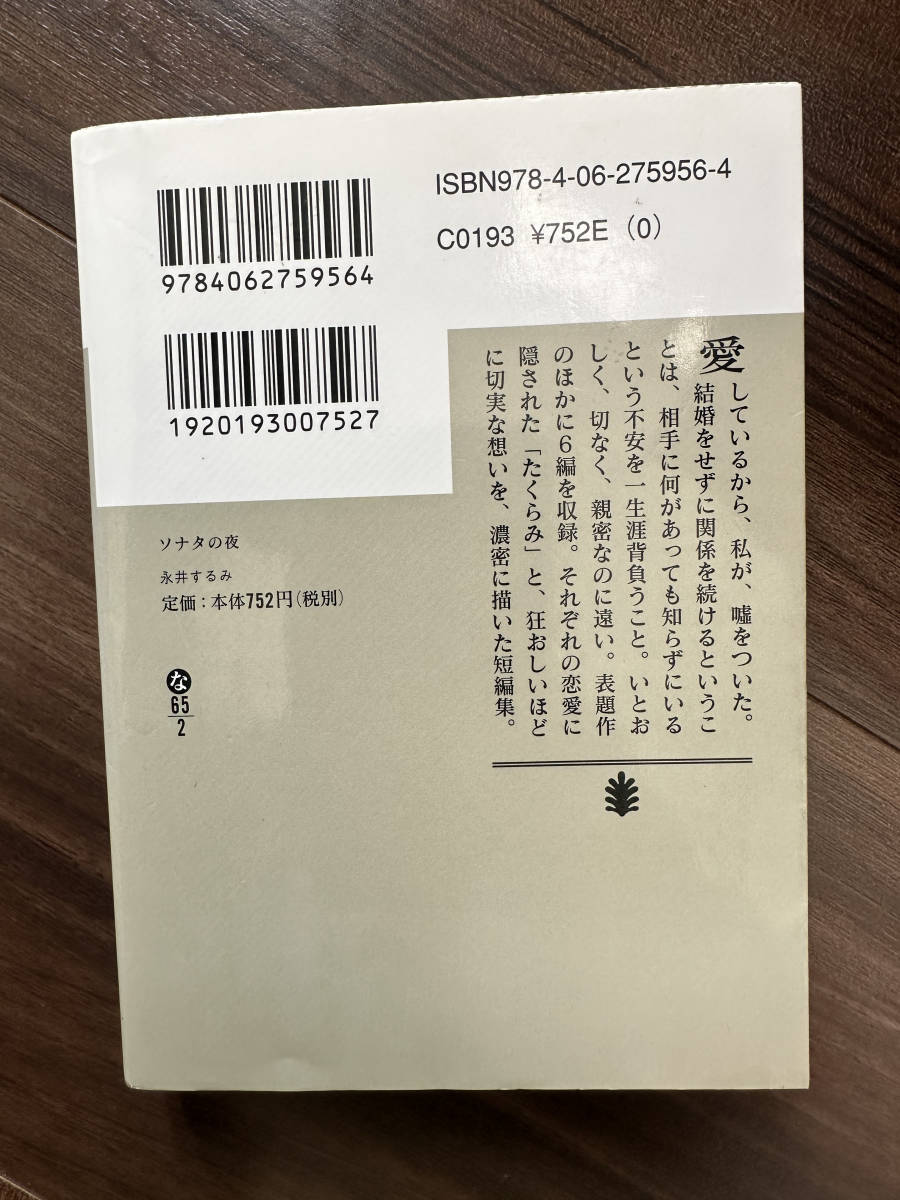 ISBN978-4-06-275956-4
C0193 ¥752E (0)
9784062759564
1920193007527
愛しているから、私が、嘘をついた。
結婚をせずに関係を続けるというこ
とは、相手に何があっても知らずにいる
という不安を一生涯背負うこと。いとお
しく、切なく、親密なのに遠い。表題作
のほかに6編を収録。それぞれの恋愛に
隠された「たくらみ」と、狂おしいほど
に切実な想いを、濃密に描いた短編集。
ソナタの夜
永井するみ
定価:本体752円(税別)
な
65
2